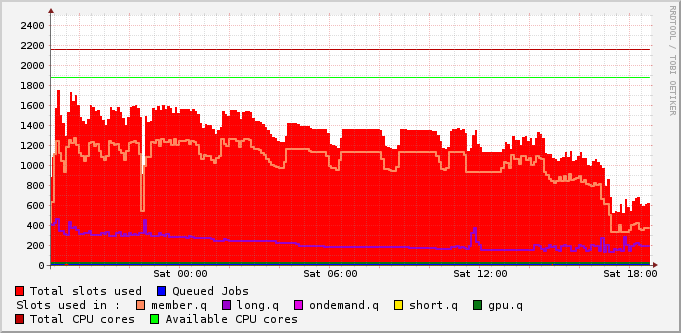 RRDTOOL / TOBI OETIKER
2400
2200
2000
1800
1600
1400
1200
1000
800
600
400
200
0
Sat 00:00 Sat 06:00 Sat 12:00 Sat 18:00
Total slots used Queued Jobs
Slots used in : member.q long.q ondemand.q short.q gpu.q
Total CPU cores Available CPU cores